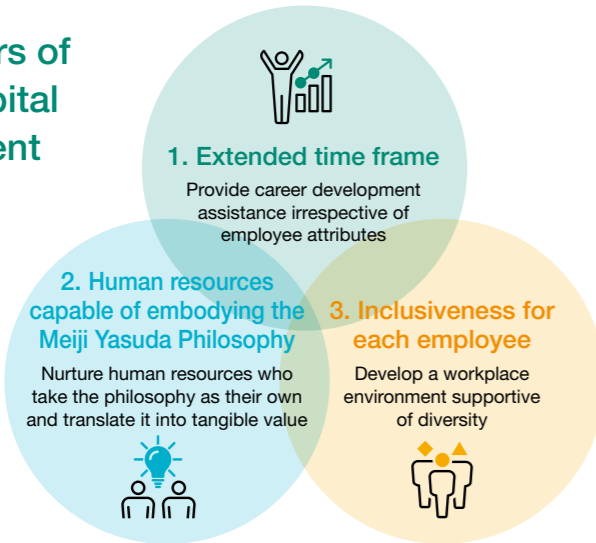 rs of
pital
ent
1. Extended time frame
Provide career development
assistance irrespective of
employee attributes
2. Human resources
capable of embodying the
Meiji Yasuda Philosophy
Nurture human resources who
take the philosophy as their own
and translate it into tangible value
3. Inclusiveness for
each employee
Develop a workplace
environment supportive
of diversity